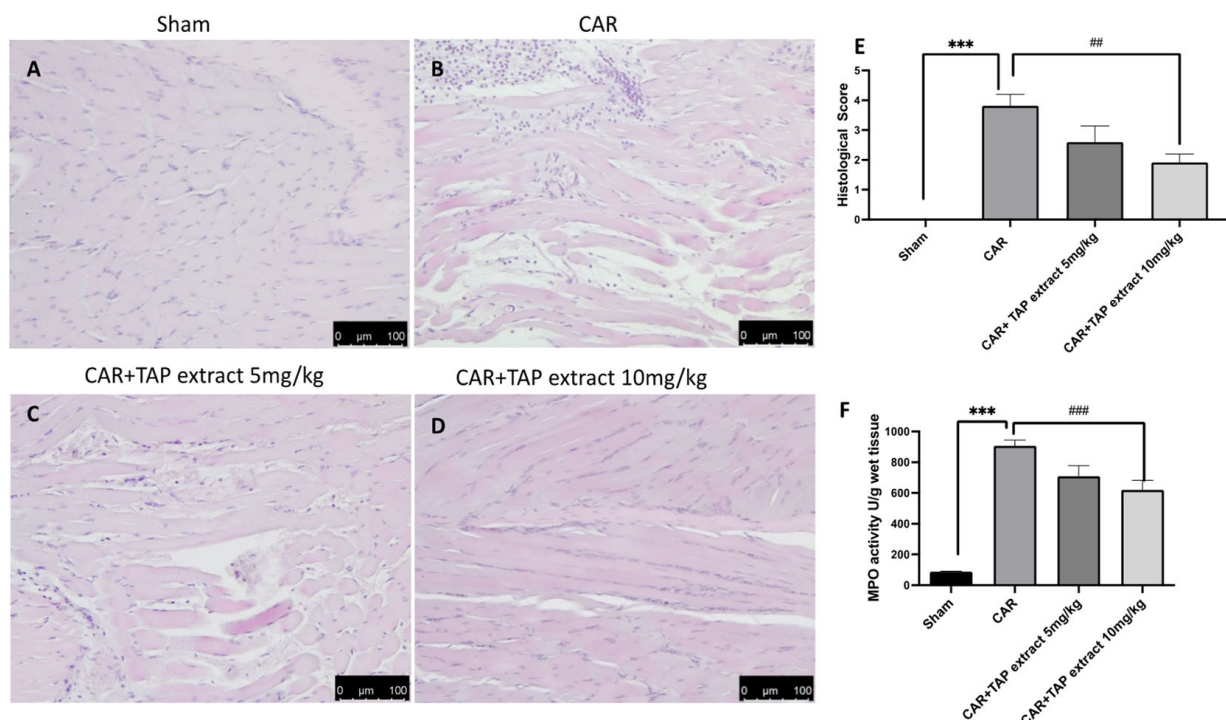 Sham
CAR
A
B
0 µm 100
0 µm 100
CAR+TAP extract 5mg/kg
CAR+TAP extract 10mg/kg
C
D
0 µm 100
0 µm 100
E
***
##
Histological Score
5
4
3
2
1
0
Sham
CAR
CAR+ TAP extract 5mg/kg
CAR+TAP extract 10mg/kg
F
***
###
MPO activity U/g wet tissue
1000
800
600
400
200
0
Sham
CAR
CAR+TAP extract 5mg/kg
CAR+TAP extract 10mg/kg